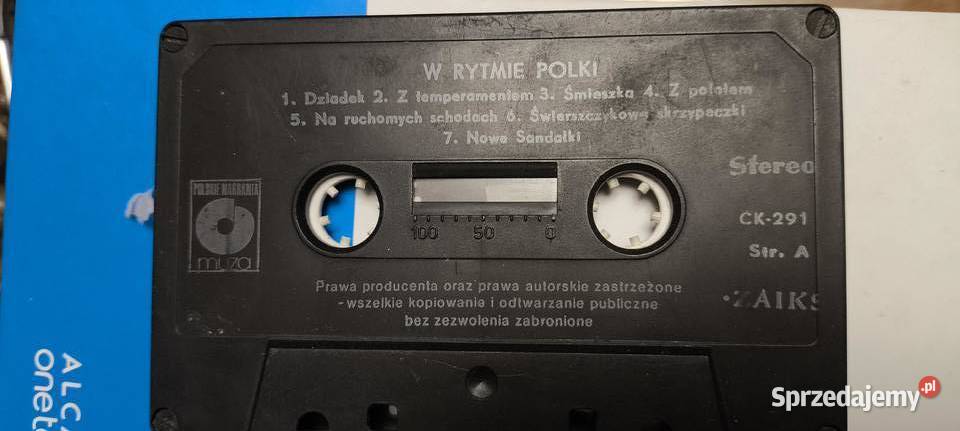 W RYTMIE POLKI
1. Dziadek 2. Z temperamentem 3. Śmieszka 4. Z polotem
5. Na ruchomych schodach 6. Świerszczykowe skrzypeczki
7. Nowe Sandałki
Stereo
POLSKIE NAGRANIA
muza
CK-291
100 50 0
Str. A
Prawa producenta oraz prawa autorskie zastrzeżone
-wszelkie kopiowanie i odtwarzanie publiczne
bez zezwolenia zabronione
·ZAIKS
ALCA
oneto
Sprzedajemy.pl